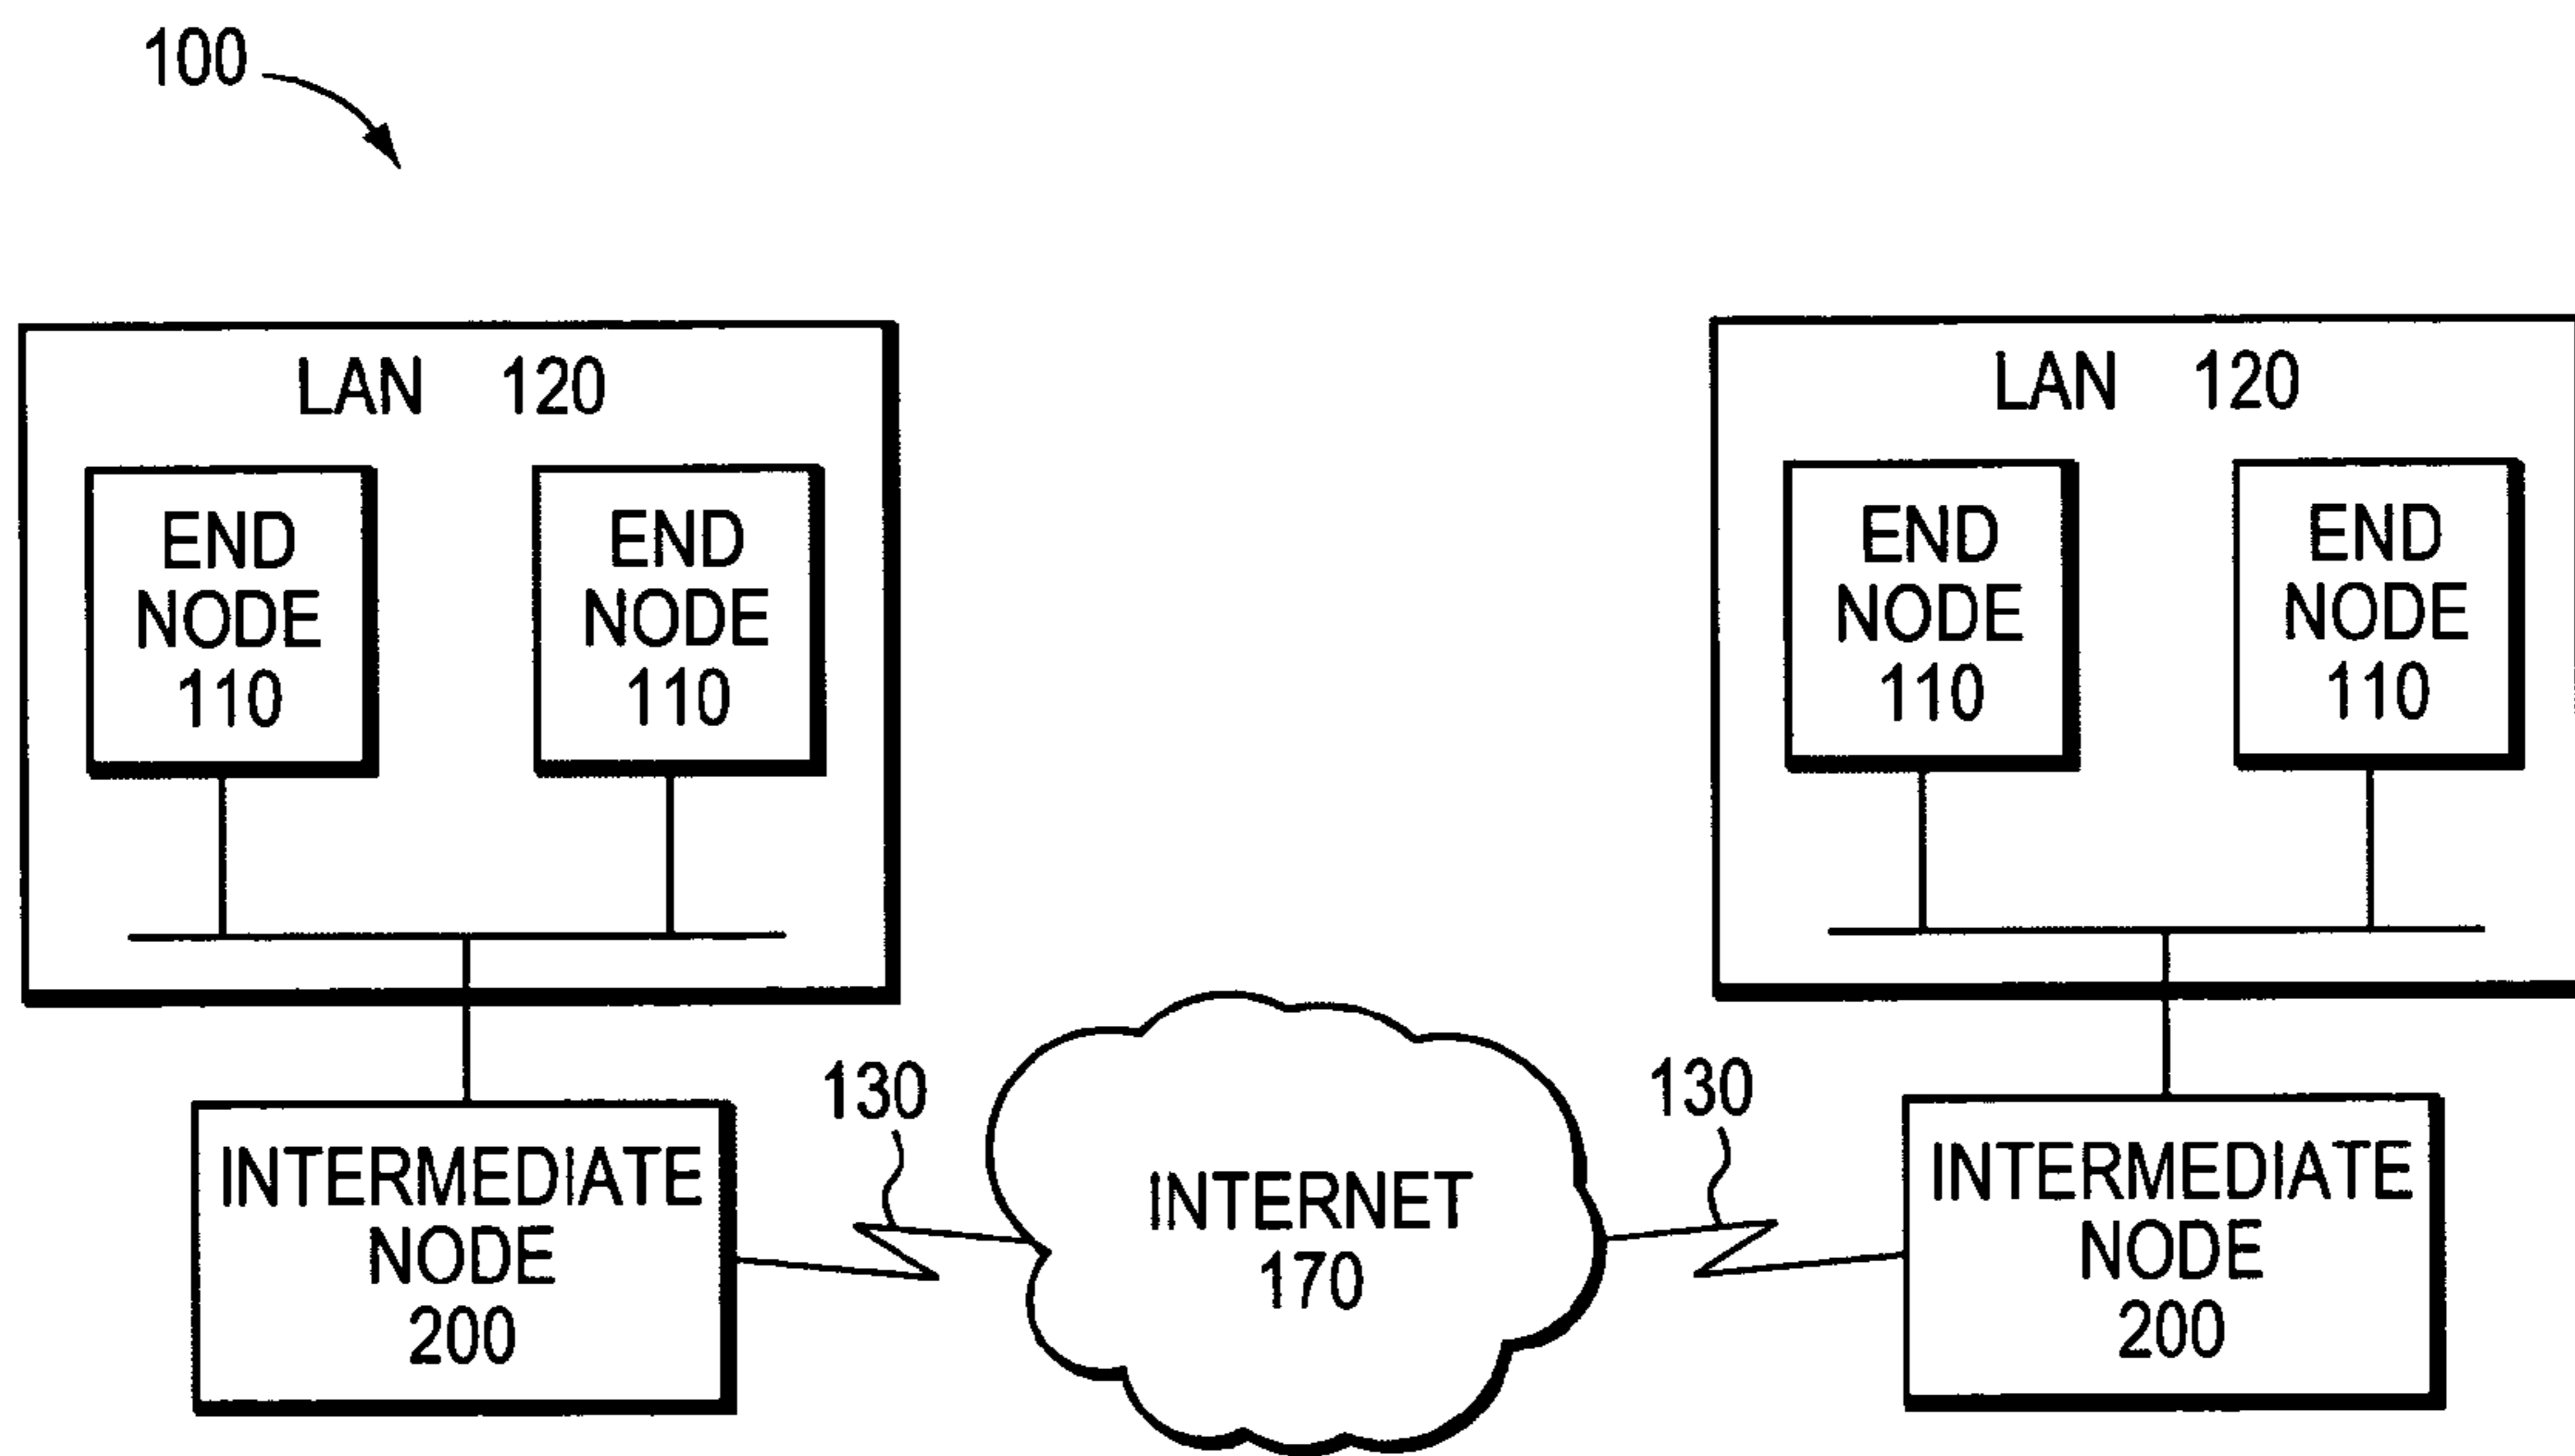 100
LAN 120
END
NODE
110
END
NODE
110
LAN 120
END
NODE
110
END
NODE
110
INTERMEDIATE
NODE
200
130
INTERNET
170
130
INTERMEDIATE
NODE
200